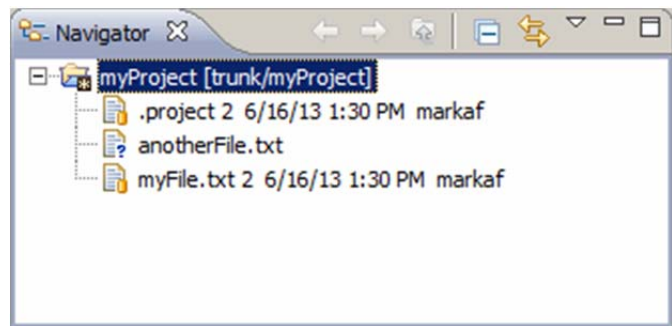 Navigator
myProject [trunk/myProject]
.project 2 6/16/13 1:30 PM markaf
anotherFile.txt
myFile.txt 2 6/16/13 1:30 PM markaf